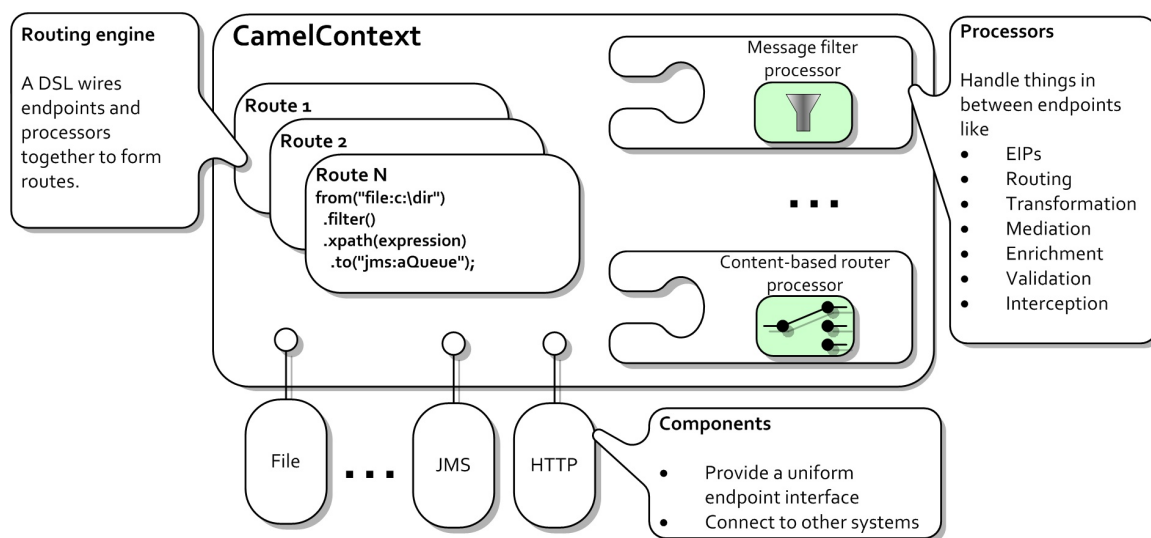 Routing engine
A DSL wires
endpoints and
processors
together to form
routes.
CamelContext
Route 1
Route 2
Route N
from("file:c:\dir")
.filter()
.xpath(expression)
.to("jms:aQueue");
Message filter
processor
...
Content-based router
processor
Processors
Handle things in
between endpoints
like
● EIPs
● Routing
● Transformation
● Mediation
● Enrichment
● Validation
● Interception
File
...
JMS
HTTP
Components
● Provide a uniform
endpoint interface
● Connect to other systems